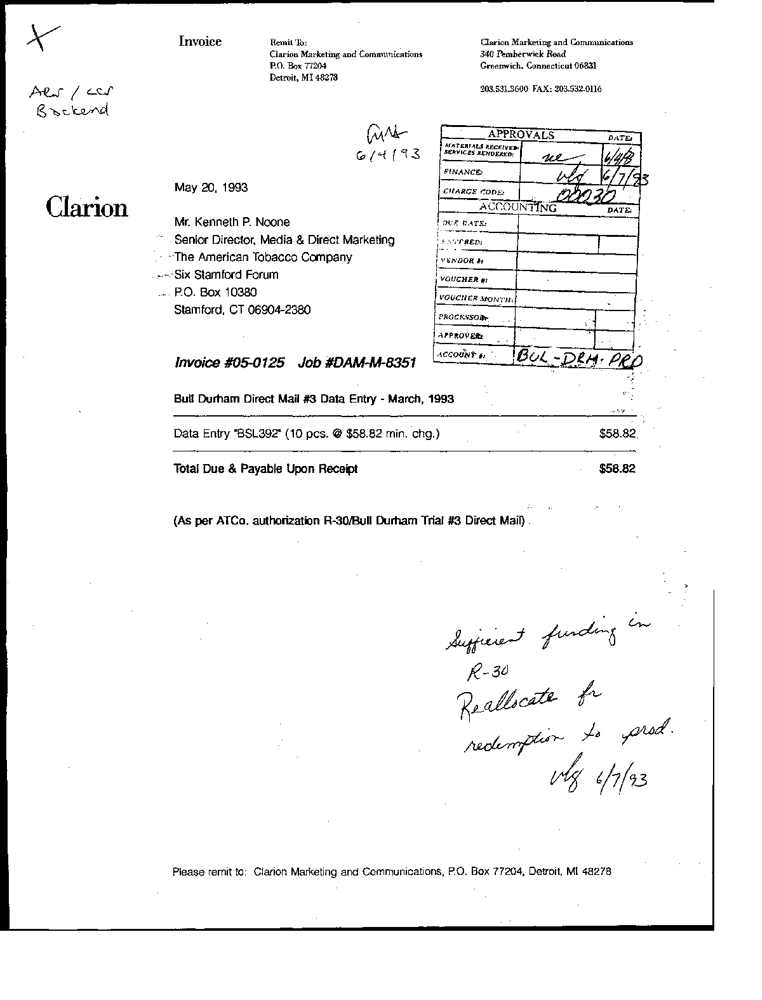 Invoice
Remit To:
Clarion Marketing and Communications
P.O. Box 77204
Detroit, MI 48278
Clarion Marketing and Communications
340 Pemberwick Road
Greenwich, Connecticut 06831
203.531.3600 FAX: 203.532.0116
Backend
6/4/93
APPROVALS DATE:
MATERIALS RECEIVED:
SERVICES RENDERED:
FINANCE: vlg 6/7/93
CHARGE CODE: 00030
ACCOUNTING DATE:
DUE DATE:
ENTERED:
VENDOR #:
VOUCHER #:
VOUCHER MONTH:
PROCESSOR:
APPROVER:
ACCOUNT #: BUL-DRM-PRD
Clarion
May 20, 1993
Mr. Kenneth P. Noone
Senior Director, Media & Direct Marketing
The American Tobacco Company
Six Stamford Forum
P.O. Box 10380
Stamford, CT 06904-2380
Invoice #05-0125 Job #DAM-M-8351
Bull Durham Direct Mail #3 Data Entry - March, 1993
Data Entry "BSL392" (10 pcs. @ $58.82 min. chg.) $58.82
Total Due & Payable Upon Receipt $58.82
(As per ATCo. authorization R-30/Bull Durham Trial #3 Direct Mail)
Sufficient funding in
R-30
Reallocate fr
redemption to prod.
vlg 6/7/93
Please remit to: Clarion Marketing and Communications, P.O. Box 77204, Detroit, MI 48278